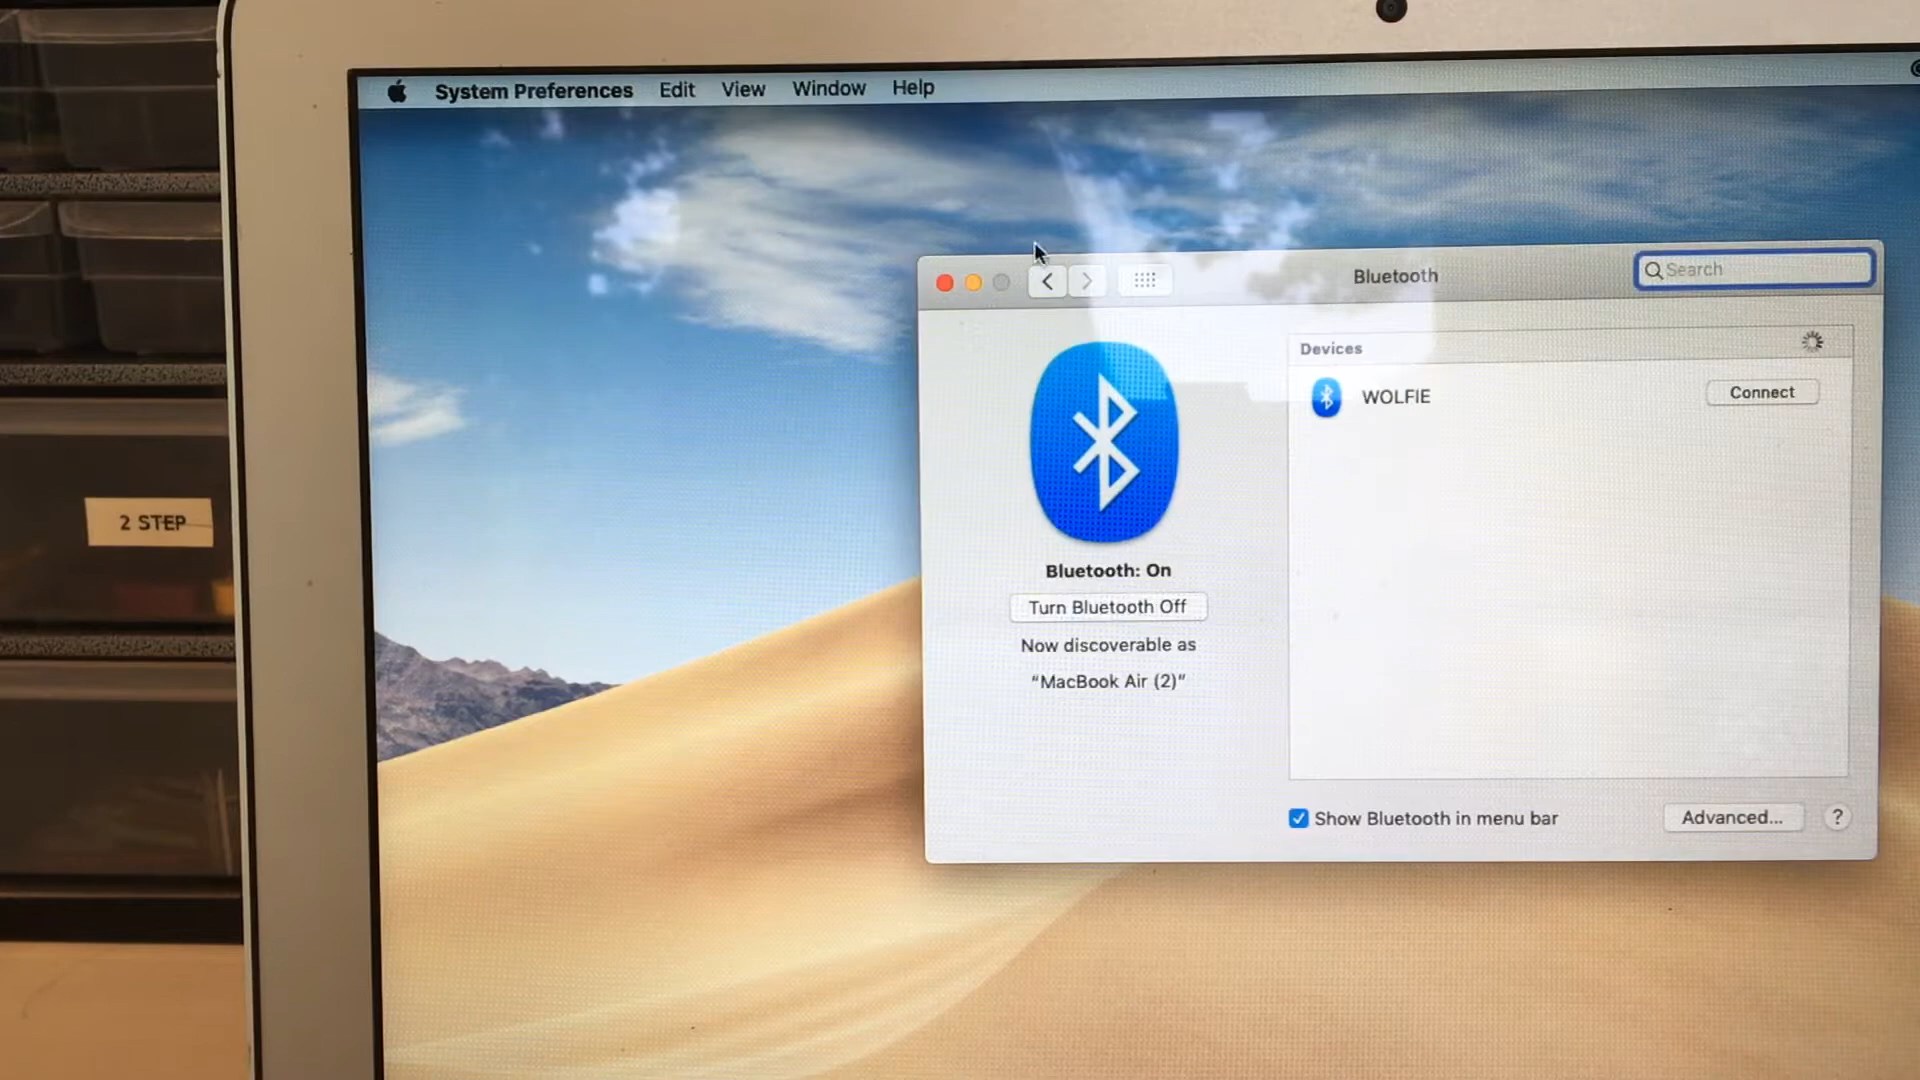 System Preferences Edit View Window Help
Bluetooth
Search
Devices
WOLFIE
Connect
2 STEP
Bluetooth: On
Turn Bluetooth Off
Now discoverable as
“MacBook Air (2)”
Show Bluetooth in menu bar
Advanced...
?